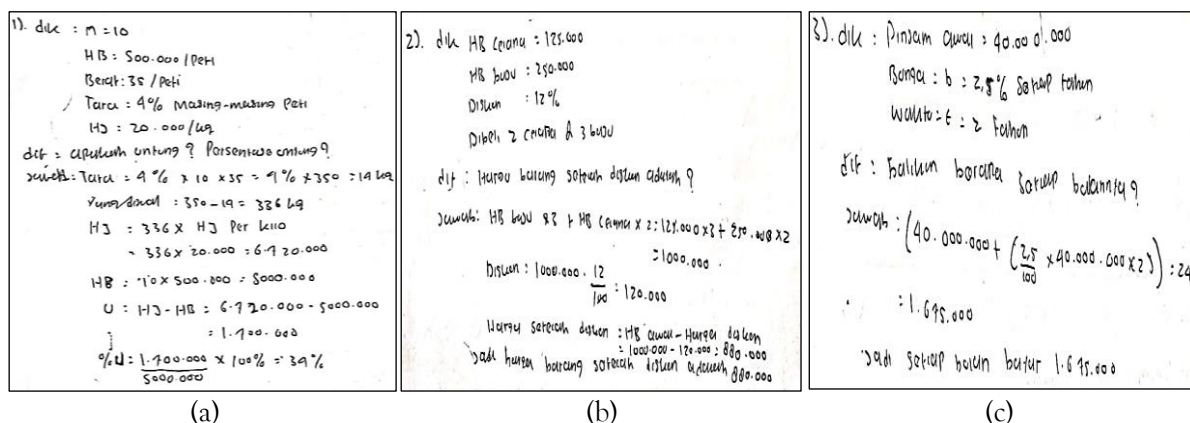 1). dik : n = 10
HB : 500.000 / Peti
Berat : 35 / Peti
Tara : 4% masing-masing Peti
HJ : 20.000 / kg
dit = apakah untung ? Persentase untung ?
Jawab : Tara = 4% x 10 x 35 = 4% x 350 = 14 kg
350 - 14 = 336 kg
HJ = 336 x HJ Per kilo
= 336 x 20.000 = 6.720.000
HB = 10 x 500.000 = 5000.000
U = HJ - HB = 6.720.000 - 5000.000
= 1.700.000
%U = 1.700.000 / 5000.000 x 100% = 34%
(a)
2). dik HB celana = 125.000
HB baju = 250.000
Diskon : 12%
Dibeli 2 celana & 3 baju
dit : Harga barang setelah diskon adalah ?
Jawab : HB baju x 3 + HB celana x 2 = 125.000 x 3 + 250.000 x 2
= 1000.000
Diskon : 1000.000 . 12/100 = 120.000
Harga setelah diskon : HB awal - Harga diskon
= 1000.000 - 120.000 = 880.000
Jadi harga barang setelah diskon adalah 880.000
(b)
3). dik : Pinjam awal = 40.000.000
Bunga : b = 2,5% setiap tahun
Waktu = t = 2 tahun
dit : berapa setiap bulannya ?
Jawab : (40.000.000 + (2,5/100 x 40.000.000 x 2)) : 24
= 1.675.000
Jadi setiap bulan bayar 1.675.000
(c)